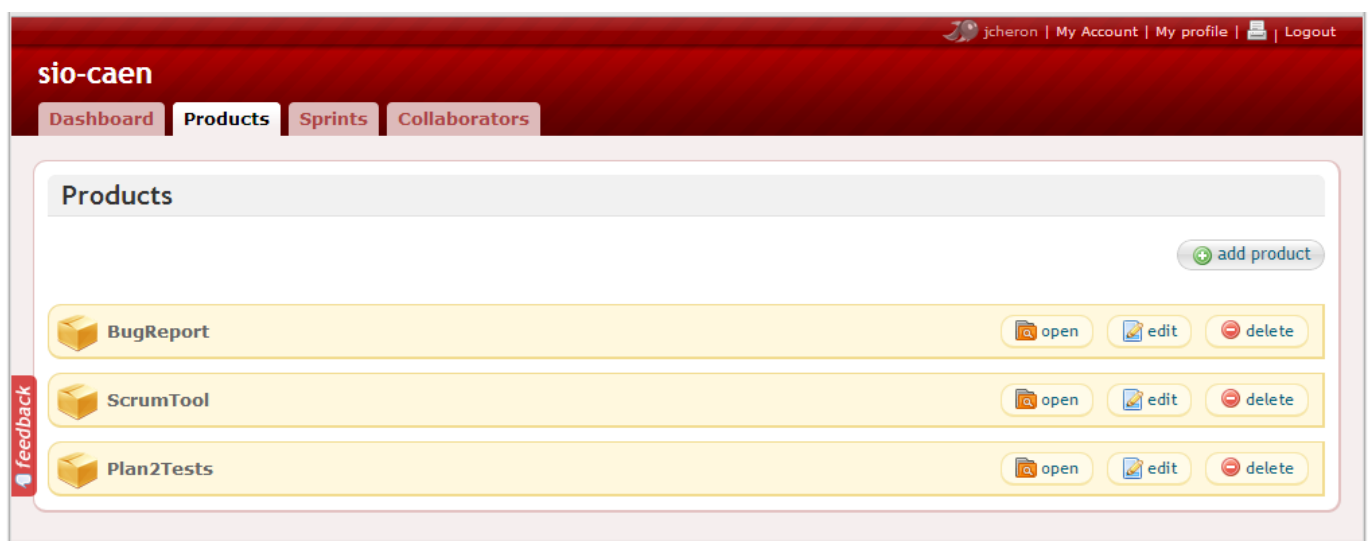 jcheron | My Account | My profile | | Logout
sio-caen
Dashboard Products Sprints Collaborators
Products
add product
BugReport open edit delete
feedback
ScrumTool open edit delete
Plan2Tests open edit delete